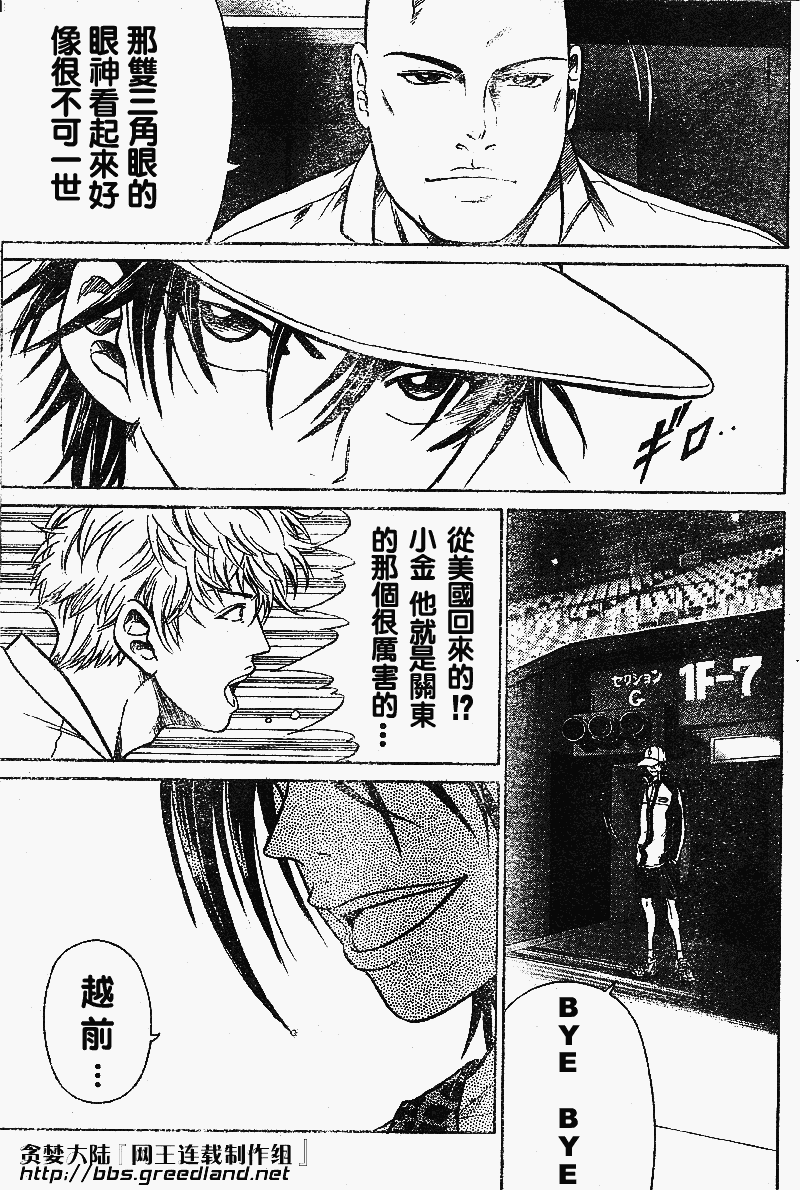 那雙三角眼的
眼神看起來好
像很不可一世
ギロ‥
セクション
G
1F-7
從美國回來的!?
小金 他就是關東
的那個很厲害的…
BYE BYE
越前…
贪婪大陆『网王连载制作组』
http://bbs.greedland.net